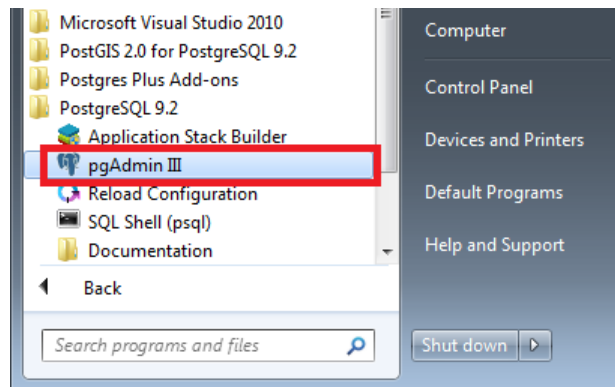 Microsoft Visual Studio 2010
PostGIS 2.0 for PostgreSQL 9.2
Postgres Plus Add-ons
PostgreSQL 9.2
Application Stack Builder
pgAdmin III
Reload Configuration
SQL Shell (psql)
Documentation
Back
Search programs and files
Computer
Control Panel
Devices and Printers
Default Programs
Help and Support
Shut down